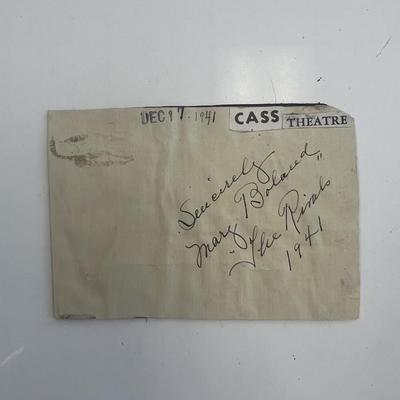 DEC 17 1941 CASS THEATRE
Sincerely
Mary Boland
"The Rivals"
1941